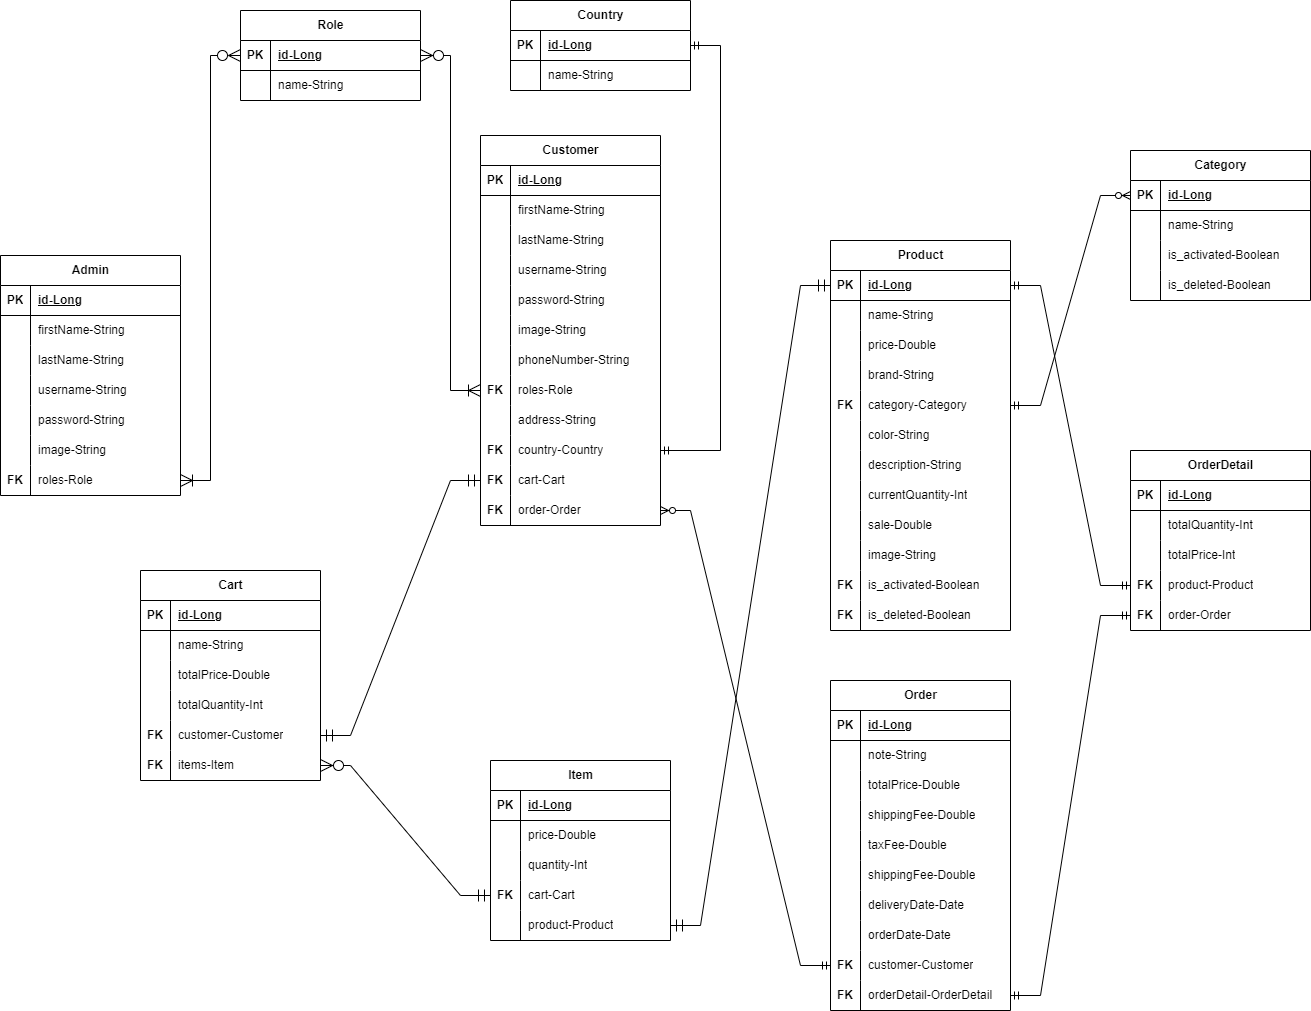 Role
PK id-Long
name-String
Country
PK id-Long
name-String
Customer
PK id-Long
firstName-String
lastName-String
username-String
password-String
image-String
phoneNumber-String
FK roles-Role
address-String
FK country-Country
FK cart-Cart
FK order-Order
Category
PK id-Long
name-String
is_activated-Boolean
is_deleted-Boolean
Admin
PK id-Long
firstName-String
lastName-String
username-String
password-String
image-String
FK roles-Role
Product
PK id-Long
name-String
price-Double
brand-String
FK category-Category
color-String
description-String
currentQuantity-Int
sale-Double
image-String
FK is_activated-Boolean
FK is_deleted-Boolean
OrderDetail
PK id-Long
totalQuantity-Int
totalPrice-Int
FK product-Product
FK order-Order
Cart
PK id-Long
name-String
totalPrice-Double
totalQuantity-Int
FK customer-Customer
FK items-Item
Item
PK id-Long
price-Double
quantity-Int
FK cart-Cart
product-Product
Order
PK id-Long
note-String
totalPrice-Double
shippingFee-Double
taxFee-Double
shippingFee-Double
deliveryDate-Date
orderDate-Date
FK customer-Customer
FK orderDetail-OrderDetail